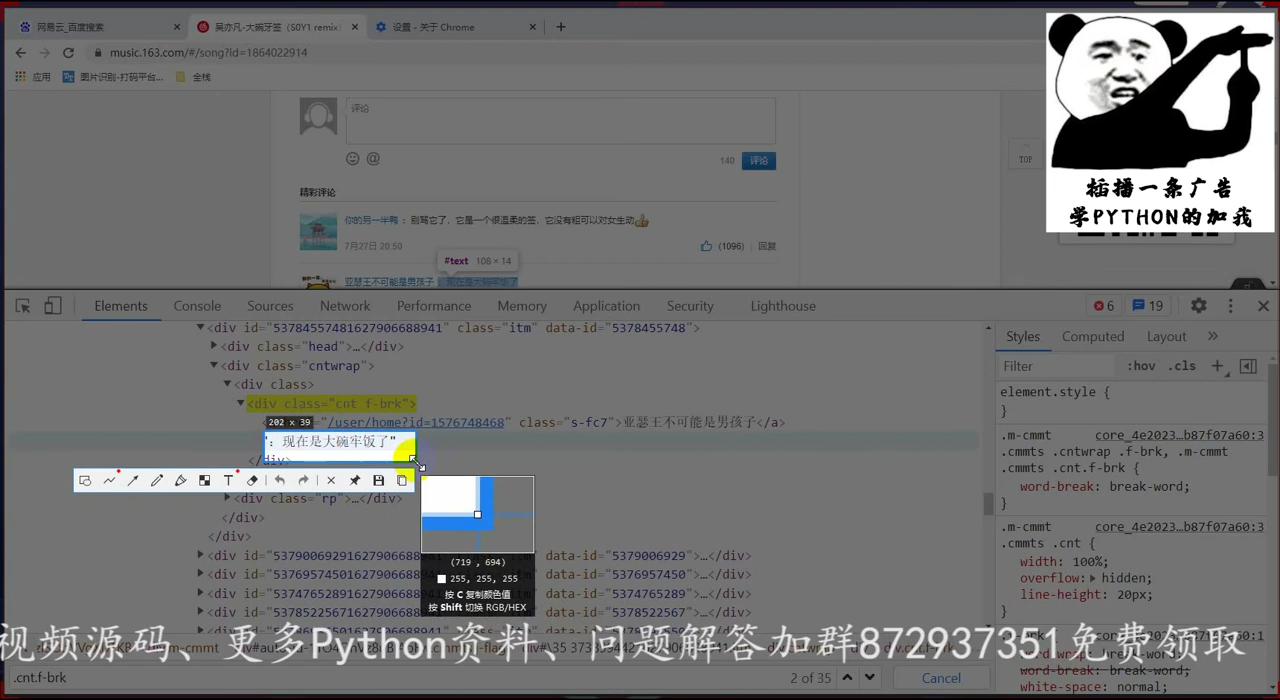 网易云_百度搜索
吴亦凡-大碗牙签（S0Y1 remix）
设置 - 关于 Chrome
music.163.com/#/song?id=1864022914
应用
图片识别-打码平台...
全栈
插播一条广告
学PYTHON的加我
评论
140 评论
TOP
精彩评论
你的另一半鸭：别骂它了，它是一个很温柔的签，它没有粗可以对女生动👍
7月27日 20:50
(1096) | 回复
#text 108 × 14
亚瑟王不可能是男孩子：现在是大碗牢饭了
Elements Console Sources Network Performance Memory Application Security Lighthouse 6 19
<div id="53784557481627906688941" class="itm" data-id="5378455748">
<div class="head">…</div>
<div class="cntwrap">
<div class>
<div class="cnt f-brk">
202 x 39
"/user/home?id=1576748468" class="s-fc7">亚瑟王不可能是男孩子</a>
"：现在是大碗牢饭了"
</div>
<div class="rp">…</div>
</div>
</div>
data-id="5379006929">…</div>
data-id="5376957450">…</div>
data-id="5374765289">…</div>
data-id="5378522567">…</div>
(719 , 694)
255, 255, 255
按 C 复制颜色值
按 Shift 切换 RGB/HEX
Styles Computed Layout
Filter :hov .cls
element.style {
}
.m-cmmt core_4e2023…b87f07a60:3
.cmmts .cntwrap .f-brk, .m-cmmt
.cmmts .cnt.f-brk {
word-break: break-word;
}
.m-cmmt core_4e2023…b87f07a60:3
.cmmts .cnt {
width: 100%;
overflow: hidden;
line-height: 20px;
}
word-break: break-word;
white-space: normal;
视频源码、更多Python资料、问题解答加群872937351免费领取
.cnt.f-brk
2 of 35
Cancel